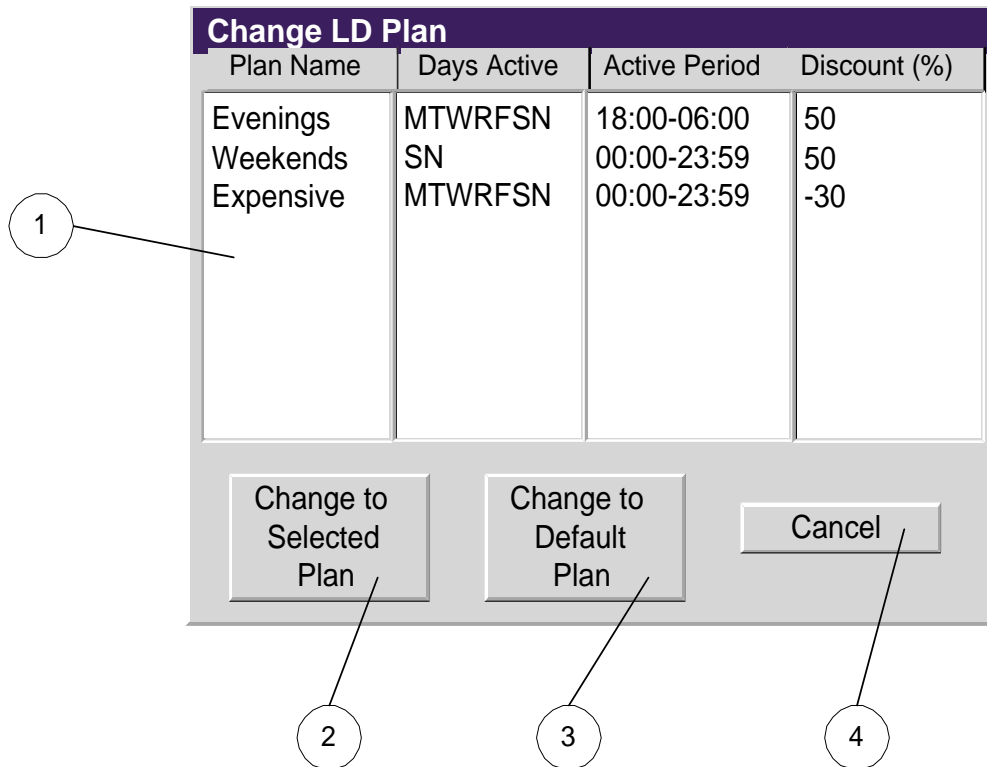 Change LD Plan
Plan Name Days Active Active Period Discount (%)
Evenings MTWRFSN 18:00-06:00 50
Weekends SN 00:00-23:59 50
Expensive MTWRFSN 00:00-23:59 -30
1
Change to
Selected
Plan
Change to
Default
Plan
Cancel
2
3
4